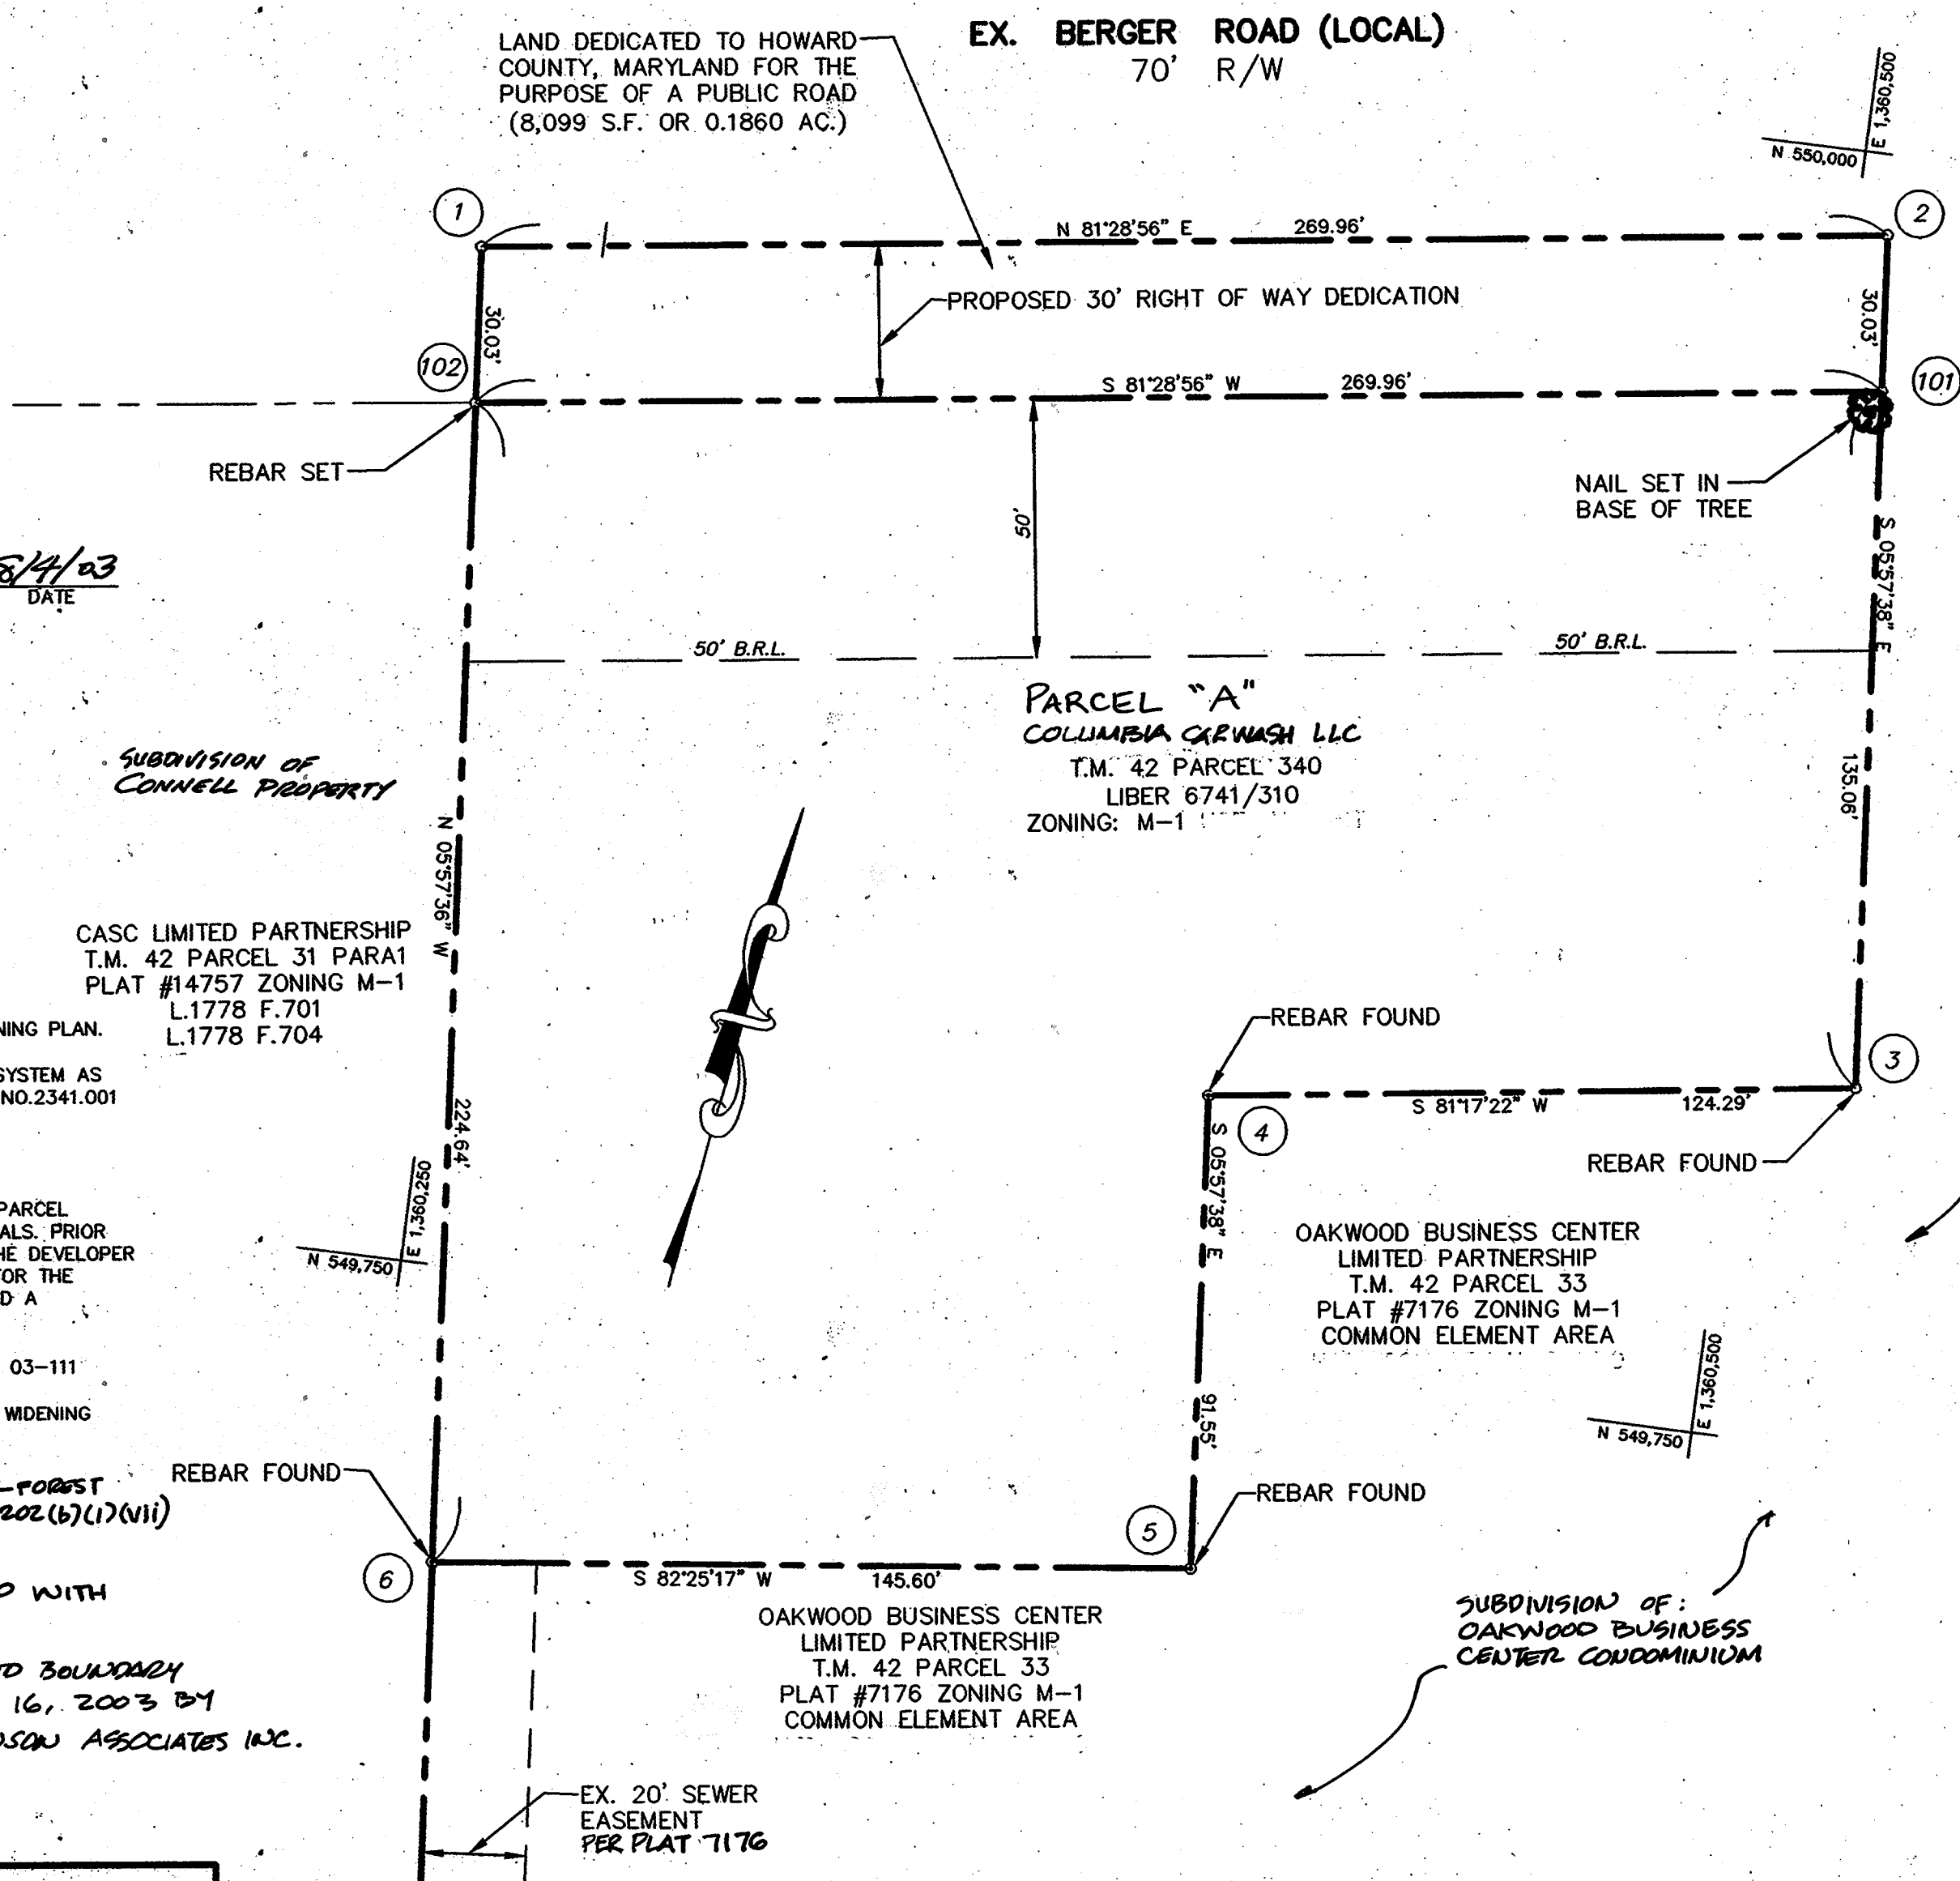 EX. BERGER ROAD (LOCAL)
70' R/W
LAND DEDICATED TO HOWARD
COUNTY, MARYLAND FOR THE
PURPOSE OF A PUBLIC ROAD
(8,099 S.F. OR 0.1860 AC.)
E 1,360,500
N 550,000
1
2
N 81°28'56" E 269.96'
30.03'
PROPOSED 30' RIGHT OF WAY DEDICATION
30.03'
102
101
S 81°28'56" W 269.96'
REBAR SET
NAIL SET IN
BASE OF TREE
50'
S 05°57'38" E
135.06'
8/4/03
DATE
50' B.R.L.
50' B.R.L.
PARCEL "A"
COLUMBIA CARWASH LLC
T.M. 42 PARCEL 340
LIBER 6741/310
ZONING: M-1
SUBDIVISION OF
CONNELL PROPERTY
N 05°57'36" W
224.64'
CASC LIMITED PARTNERSHIP
T.M. 42 PARCEL 31 PARA1
PLAT #14757 ZONING M-1
L.1778 F.701
L.1778 F.704
NING PLAN.
SYSTEM AS
NO.2341.001
REBAR FOUND
3
4
S 81°17'22" W 124.29'
REBAR FOUND
S 05°57'38" E
91.55'
E 1,360,250
N 549,750
PARCEL
ALS. PRIOR
HE DEVELOPER
OR THE
D A
03-111
WIDENING
OAKWOOD BUSINESS CENTER
LIMITED PARTNERSHIP
T.M. 42 PARCEL 33
PLAT #7176 ZONING M-1
COMMON ELEMENT AREA
E 1,360,500
N 549,750
REBAR FOUND
-FOREST
202(b)(1)(vii)
REBAR FOUND
5
6
S 82°25'17" W 145.60'
D WITH
OAKWOOD BUSINESS CENTER
LIMITED PARTNERSHIP
T.M. 42 PARCEL 33
PLAT #7176 ZONING M-1
COMMON ELEMENT AREA
SUBDIVISION OF:
OAKWOOD BUSINESS
CENTER CONDOMINIUM
D BOUNDARY
16, 2003 BY
DSON ASSOCIATES INC.
EX. 20' SEWER
EASEMENT
PER PLAT 7176